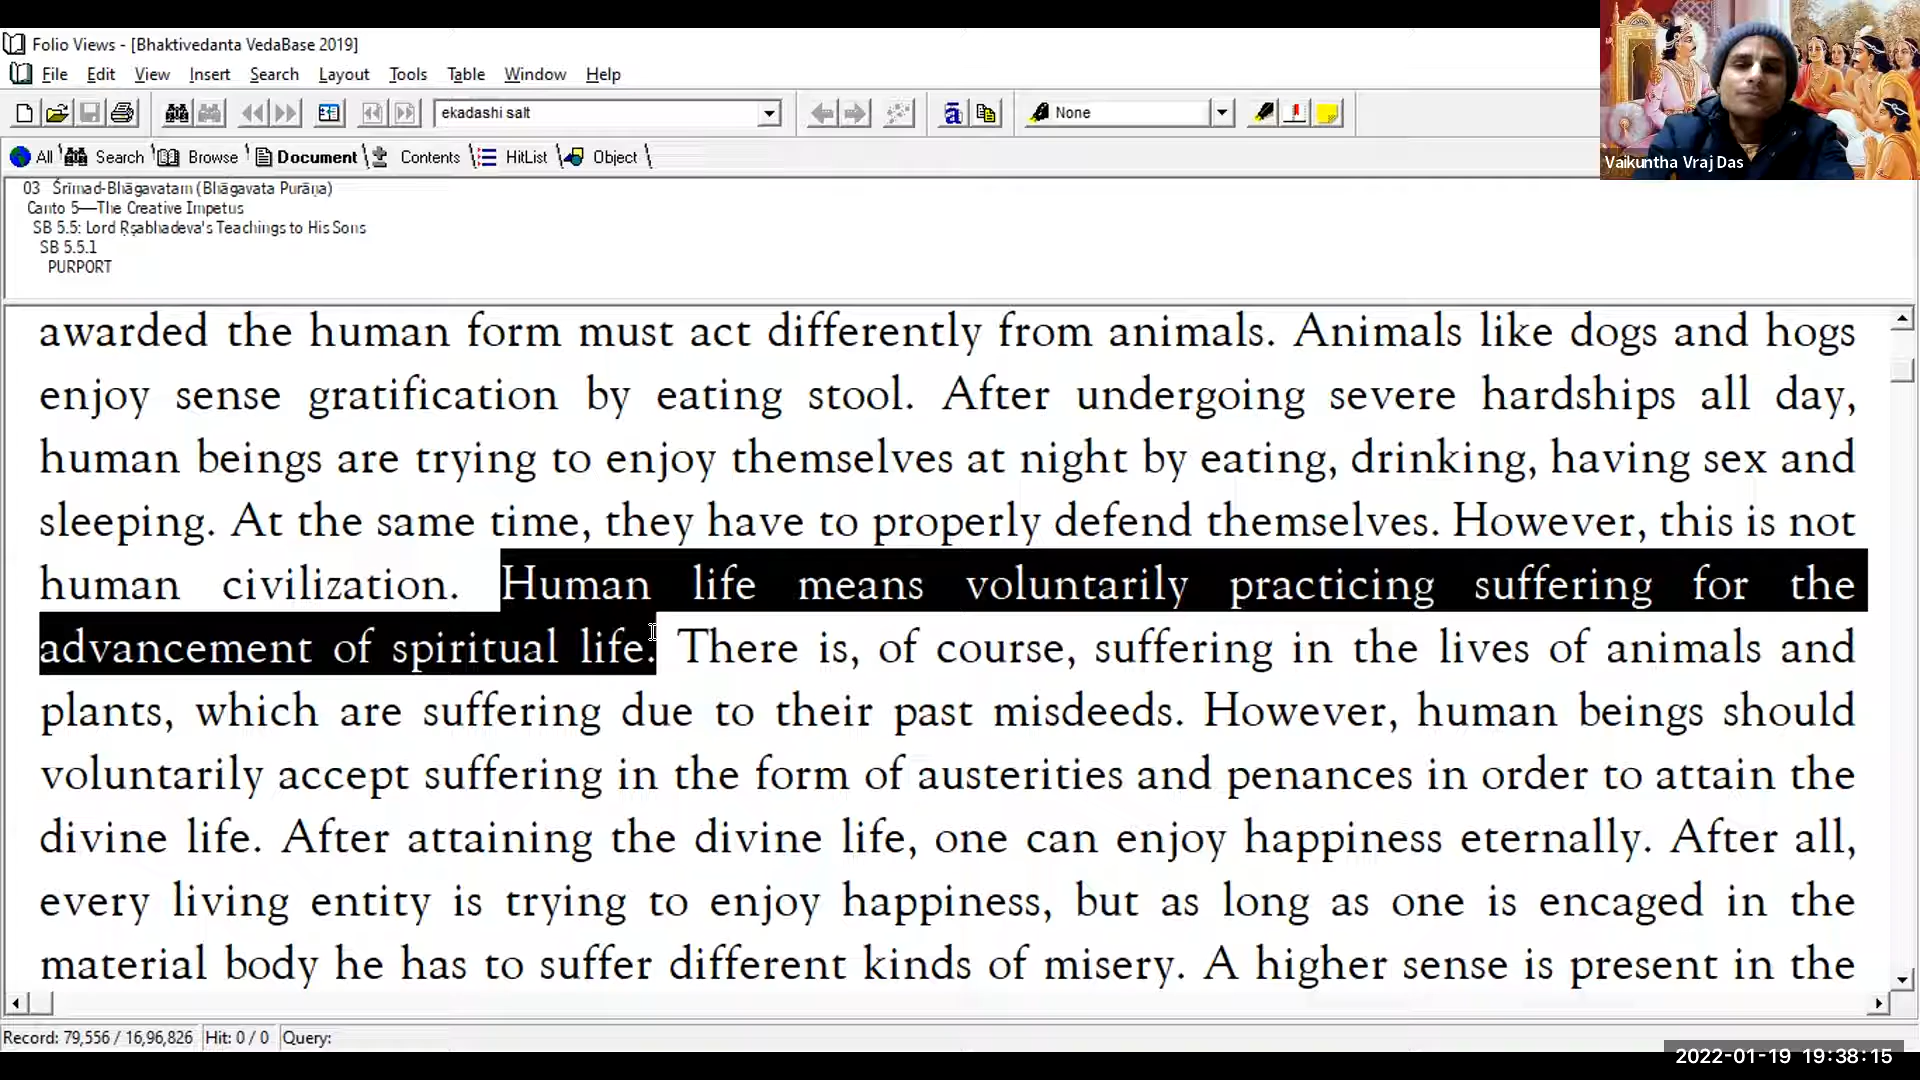 Folio Views - [Bhaktivedanta VedaBase 2019]
File Edit View Insert Search Layout Tools Table Window Help
ekadashi salt
None
All Search Browse Document Contents HitList Object
Vaikuntha Vraj Das
03 Śrīmad-Bhāgavatam (Bhāgavata Purāṇa)
Canto 5—The Creative Impetus
SB 5.5: Lord Ṛṣabhadeva's Teachings to His Sons
SB 5.5.1
PURPORT
awarded the human form must act differently from animals. Animals like dogs and hogs
enjoy sense gratification by eating stool. After undergoing severe hardships all day,
human beings are trying to enjoy themselves at night by eating, drinking, having sex and
sleeping. At the same time, they have to properly defend themselves. However, this is not
human civilization. Human life means voluntarily practicing suffering for the
advancement of spiritual life. There is, of course, suffering in the lives of animals and
plants, which are suffering due to their past misdeeds. However, human beings should
voluntarily accept suffering in the form of austerities and penances in order to attain the
divine life. After attaining the divine life, one can enjoy happiness eternally. After all,
every living entity is trying to enjoy happiness, but as long as one is encaged in the
material body he has to suffer different kinds of misery. A higher sense is present in the
Record: 79,556 / 16,96,826 Hit: 0 / 0 Query:
2022-01-19 19:38:15